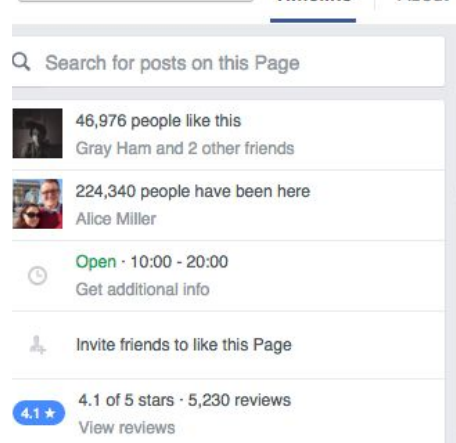 Search for posts on this Page
46,976 people like this
Gray Ham and 2 other friends
224,340 people have been here
Alice Miller
Open · 10:00 - 20:00
Get additional info
Invite friends to like this Page
4.1 ★
4.1 of 5 stars · 5,230 reviews
View reviews